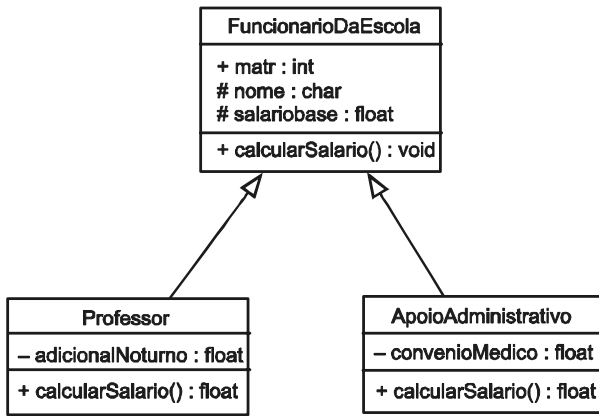 FuncionarioDaEscola
+ matr : int
# nome : char
# salariobase : float
+ calcularSalario() : void
Professor
– adicionalNoturno : float
+ calcularSalario() : float
ApoioAdministrativo
– convenioMedico : float
+ calcularSalario() : float